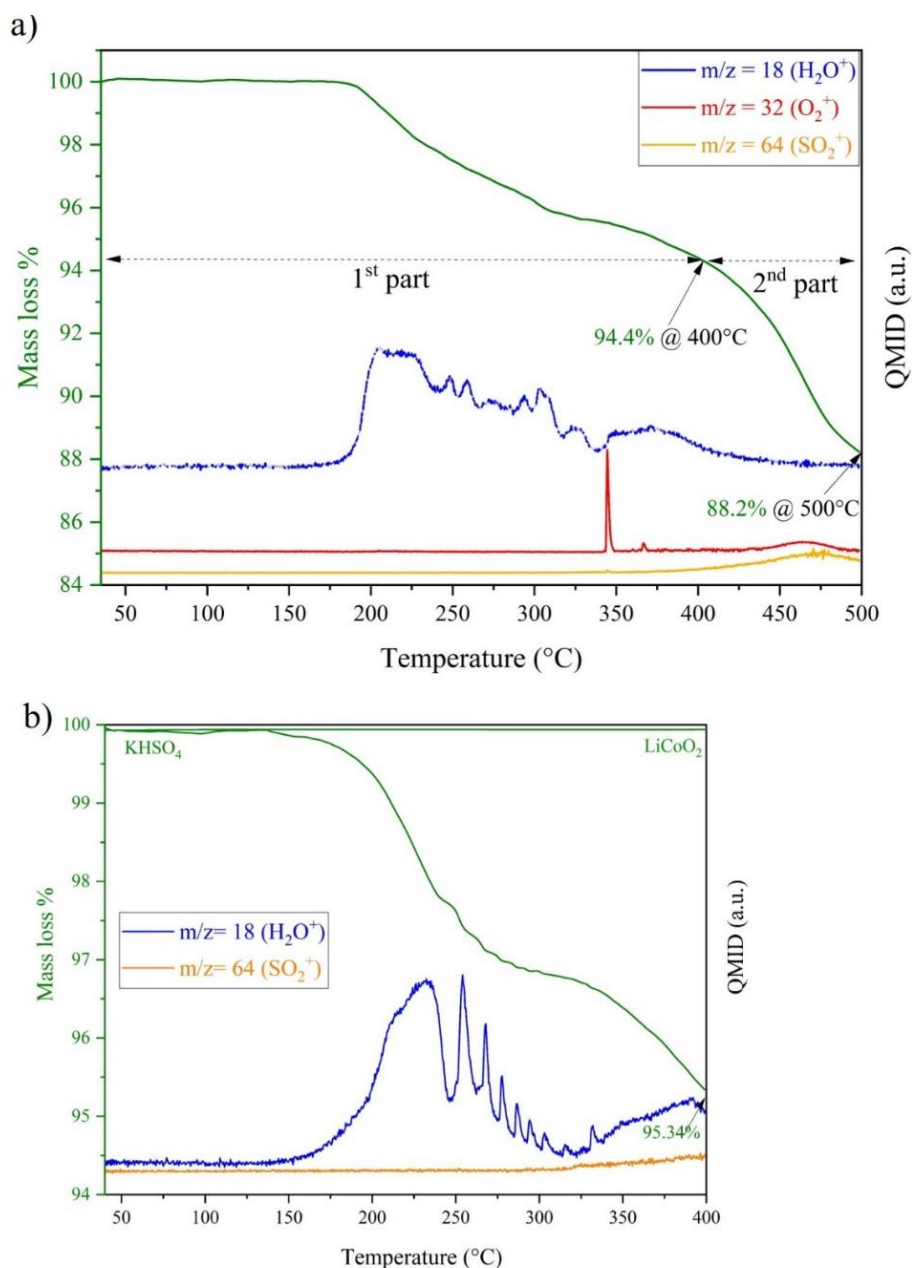 a)
m/z = 18 (H₂O⁺)
m/z = 32 (O₂⁺)
m/z = 64 (SO₂⁺)
100
98
96
94
92
90
88
86
84
Mass loss %
QMID (a.u.)
1ˢᵗ part
2ⁿᵈ part
94.4% @ 400°C
88.2% @ 500°C
50 100 150 200 250 300 350 400 450 500
Temperature (°C)
b)
100
99
98
97
96
95
94
Mass loss %
QMID (a.u.)
KHSO₄
LiCoO₂
m/z= 18 (H₂O⁺)
m/z= 64 (SO₂⁺)
95.34%
50 100 150 200 250 300 350 400
Temperature (°C)